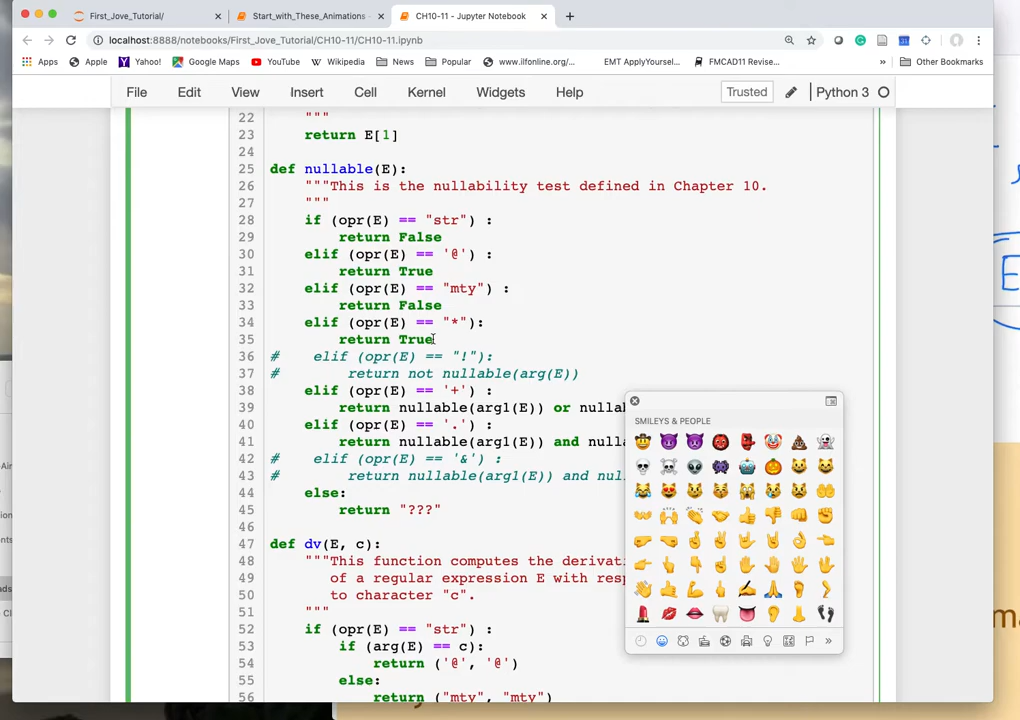 First_Jove_Tutorial/ × Start_with_These_Animations - × CH10-11 - Jupyter Notebook × +
localhost:8888/notebooks/First_Jove_Tutorial/CH10-11/CH10-11.ipynb
Apps Apple Yahoo! Google Maps YouTube Wikipedia News Popular www.ilfonline.org/... EMT ApplyYoursel... FMCAD11 Revise... » Other Bookmarks
File Edit View Insert Cell Kernel Widgets Help Trusted Python 3
22 """
23 return E[1]
24
25 def nullable(E):
26 """This is the nullability test defined in Chapter 10.
27 """
28 if (opr(E) == "str") :
29 return False
30 elif (opr(E) == '@') :
31 return True
32 elif (opr(E) == "mty") :
33 return False
34 elif (opr(E) == "*"):
35 return True
36 # elif (opr(E) == "!"):
37 # return not nullable(arg(E))
38 elif (opr(E) == '+') :
39 return nullable(arg1(E)) or nulla
40 elif (opr(E) == '.') :
41 return nullable(arg1(E)) and nulla
42 # elif (opr(E) == '&') :
43 # return nullable(arg1(E)) and nul
44 else:
45 return "???"
46
47 def dv(E, c):
48 """This function computes the derivati
49 of a regular expression E with resp
50 to character "c".
51 """
52 if (opr(E) == "str") :
53 if (arg(E) == c):
54 return ('@', '@')
55 else:
56 return ("mty", "mty")
SMILEYS & PEOPLE